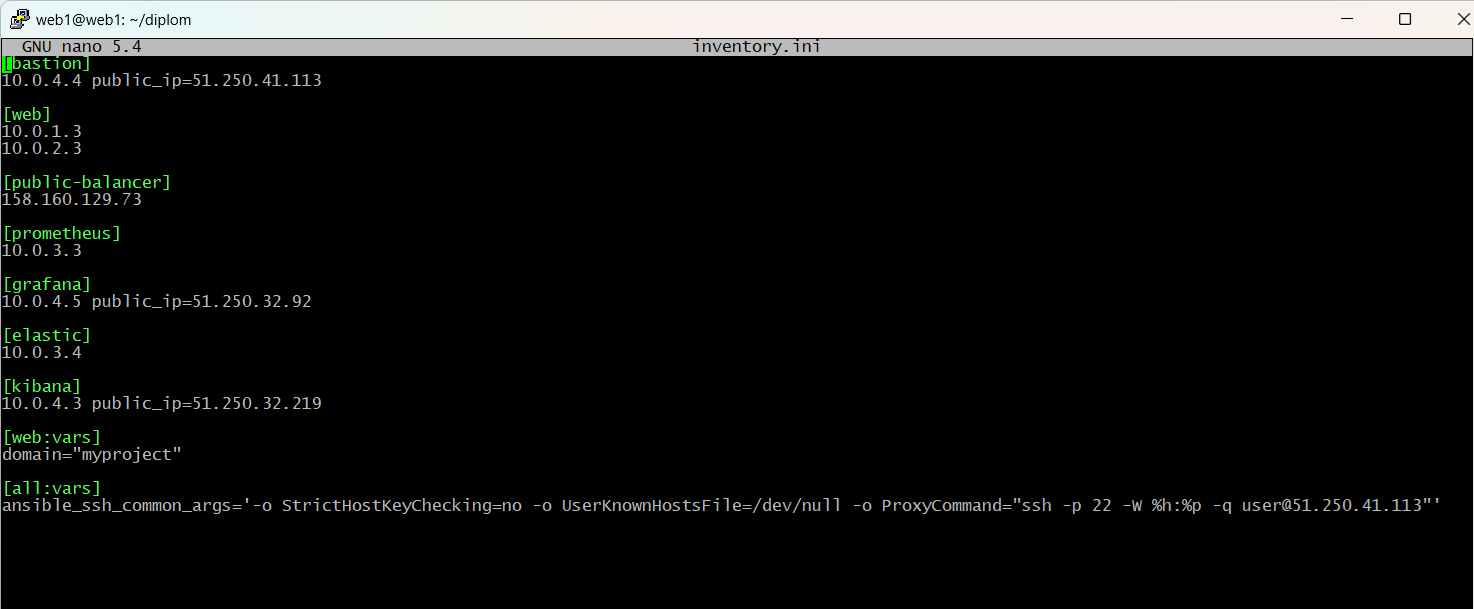 web1@web1: ~/diplom
GNU nano 5.4 inventory.ini
[bastion]
10.0.4.4 public_ip=51.250.41.113
[web]
10.0.1.3
10.0.2.3
[public-balancer]
158.160.129.73
[prometheus]
10.0.3.3
[grafana]
10.0.4.5 public_ip=51.250.32.92
[elastic]
10.0.3.4
[kibana]
10.0.4.3 public_ip=51.250.32.219
[web:vars]
domain="myproject"
[all:vars]
ansible_ssh_common_args='-o StrictHostKeyChecking=no -o UserKnownHostsFile=/dev/null -o ProxyCommand="ssh -p 22 -W %h:%p -q user@51.250.41.113"'